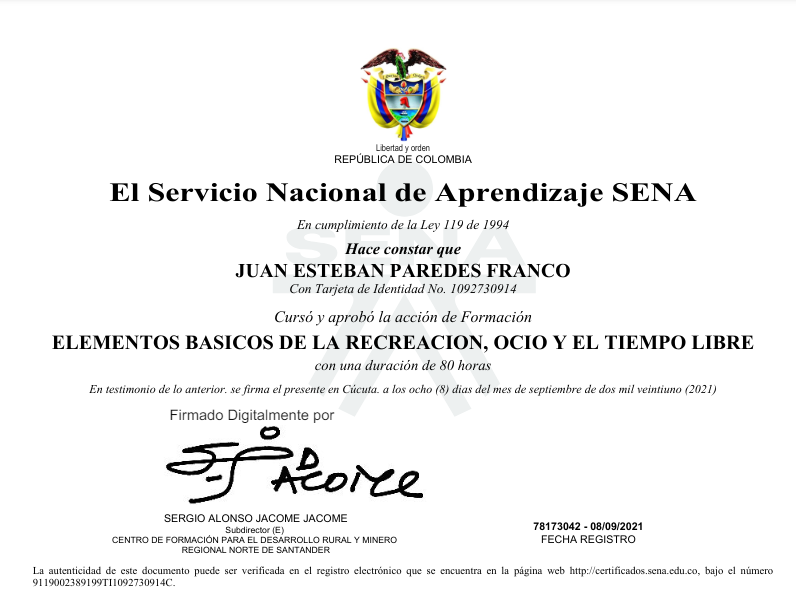 Libertad y orden
REPÚBLICA DE COLOMBIA
El Servicio Nacional de Aprendizaje SENA
En cumplimiento de la Ley 119 de 1994
SENA
Hace constar que
JUAN ESTEBAN PAREDES FRANCO
Con Tarjeta de Identidad No. 1092730914
Cursó y aprobó la acción de Formación
ELEMENTOS BASICOS DE LA RECREACION, OCIO Y EL TIEMPO LIBRE
con una duración de 80 horas
En testimonio de lo anterior. se firma el presente en Cúcuta. a los ocho (8) dias del mes de septiembre de dos mil veintiuno (2021)
Firmado Digitalmente por
SERGIO ALONSO JACOME JACOME
Subdirector (E)
CENTRO DE FORMACIÓN PARA EL DESARROLLO RURAL Y MINERO
REGIONAL NORTE DE SANTANDER
78173042 - 08/09/2021
FECHA REGISTRO
La autenticidad de este documento puede ser verificada en el registro electrónico que se encuentra en la página web http://certificados.sena.edu.co, bajo el número
9119002389199TI1092730914C.